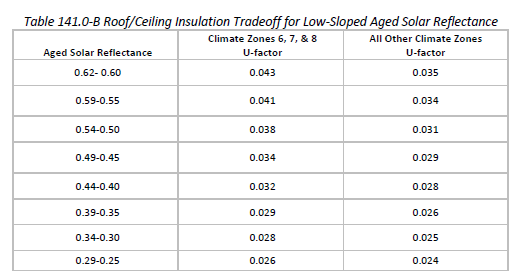 Table 141.0-B Roof/Ceiling Insulation Tradeoff for Low-Sloped Aged Solar Reflectance
Aged Solar Reflectance Climate Zones 6, 7, & 8 U-factor All Other Climate Zones U-factor
0.62- 0.60 0.043 0.035
0.59-0.55 0.041 0.034
0.54-0.50 0.038 0.031
0.49-0.45 0.034 0.029
0.44-0.40 0.032 0.028
0.39-0.35 0.029 0.026
0.34-0.30 0.028 0.025
0.29-0.25 0.026 0.024